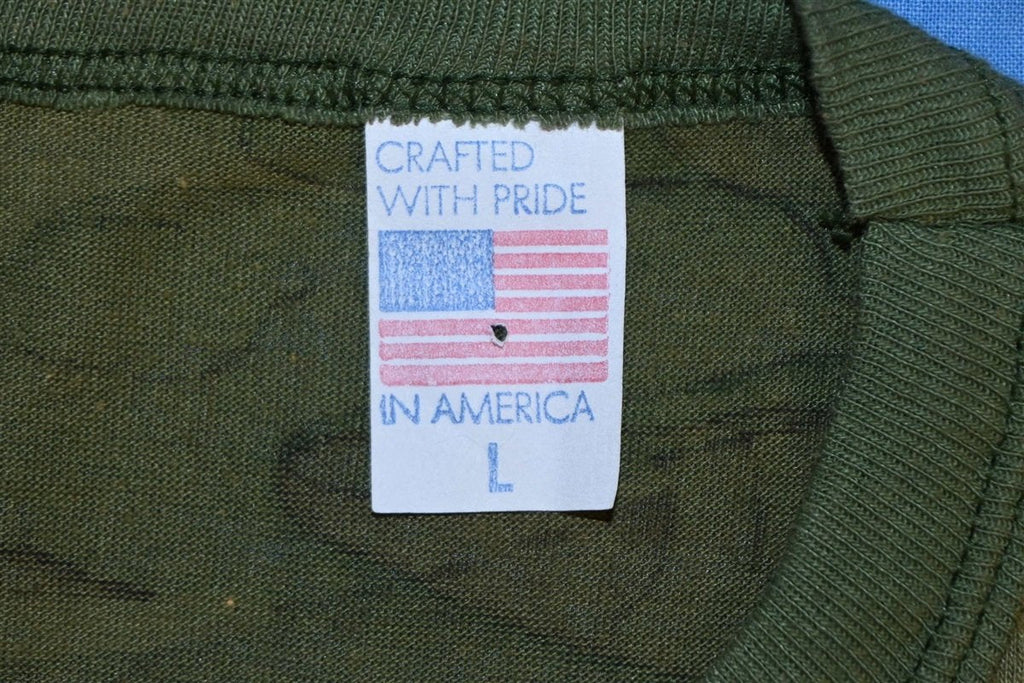 CRAFTED
WITH PRIDE
IN AMERICA
L